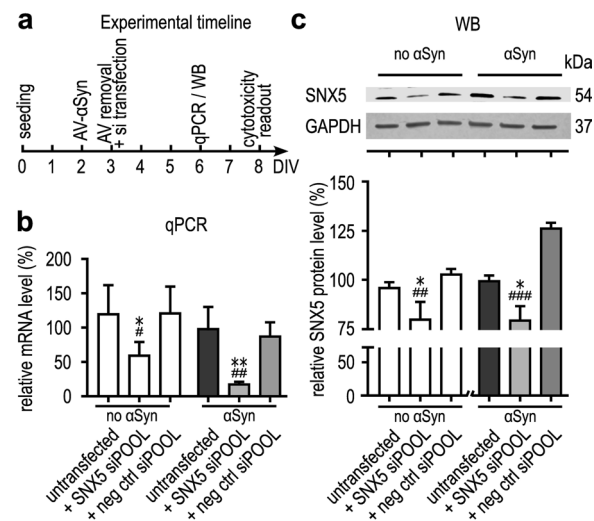 a
Experimental timeline
seeding
AV-αSyn
AV removal
+ si transfection
qPCR / WB
cytotoxicity
readout
0 1 2 3 4 5 6 7 8 DIV
b
qPCR
relative mRNA level (%)
200
150
100
50
0
*
#
**
##
no αSyn
αSyn
untransfected
+ SNX5 siPOOL
+ neg ctrl siPOOL
untransfected
+ SNX5 siPOOL
+ neg ctrl siPOOL
c
WB
no αSyn
αSyn
kDa
SNX5
54
GAPDH
37
relative SNX5 protein level (%)
150
125
100
75
50
0
*
##
*
###
no αSyn
αSyn
untransfected
+ SNX5 siPOOL
+ neg ctrl siPOOL
untransfected
+ SNX5 siPOOL
+ neg ctrl siPOOL